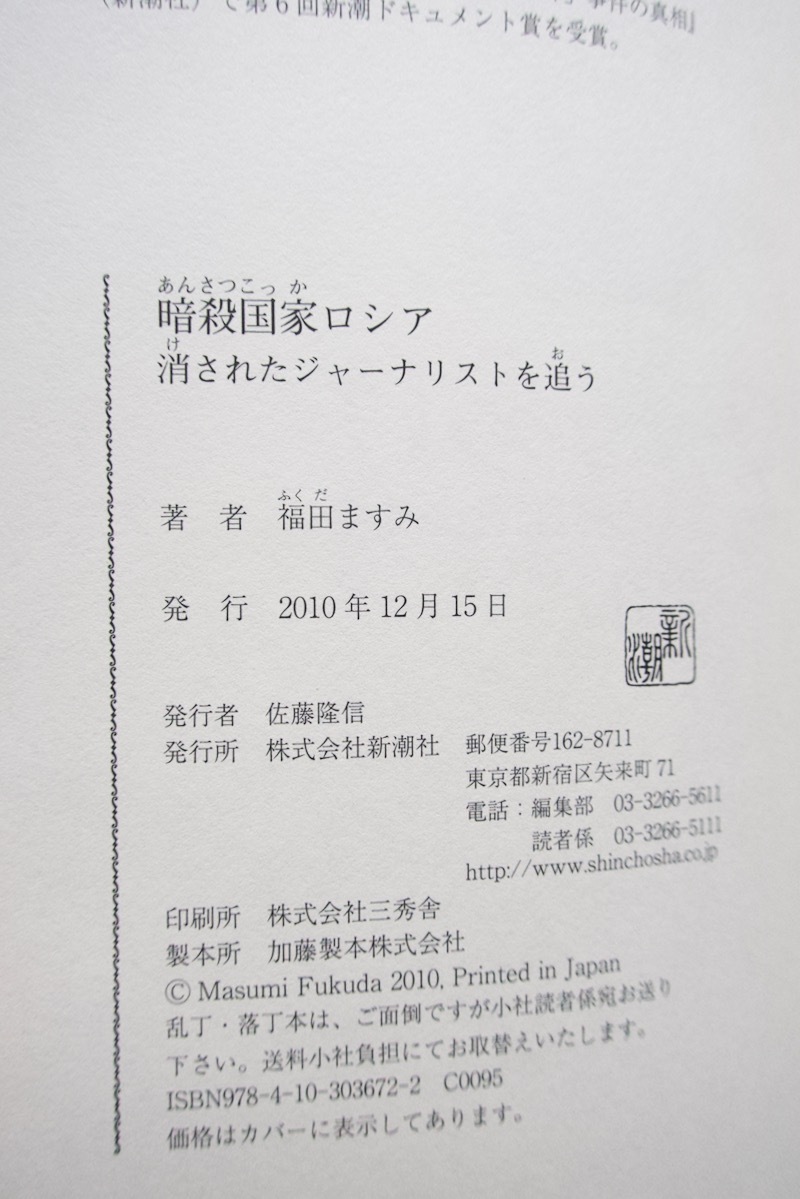 事件の真相』
（新潮社）で第6回新潮ドキュメント賞を受賞。
あんさつこっか
暗殺国家ロシア
け お
消されたジャーナリストを追う
ふくだ
著者 福田ますみ
発行 2010年12月15日
新潮
発行者 佐藤隆信
発行所 株式会社新潮社
郵便番号162-8711
東京都新宿区矢来町71
電話：編集部 03-3266-5611
読者係 03-3266-5111
http://www.shinchosha.co.jp
印刷所 株式会社三秀舎
製本所 加藤製本株式会社
© Masumi Fukuda 2010, Printed in Japan
乱丁・落丁本は、ご面倒ですが小社読者係宛お送り
下さい。送料小社負担にてお取替えいたします。
ISBN978-4-10-303672-2 C0095
価格はカバーに表示してあります。